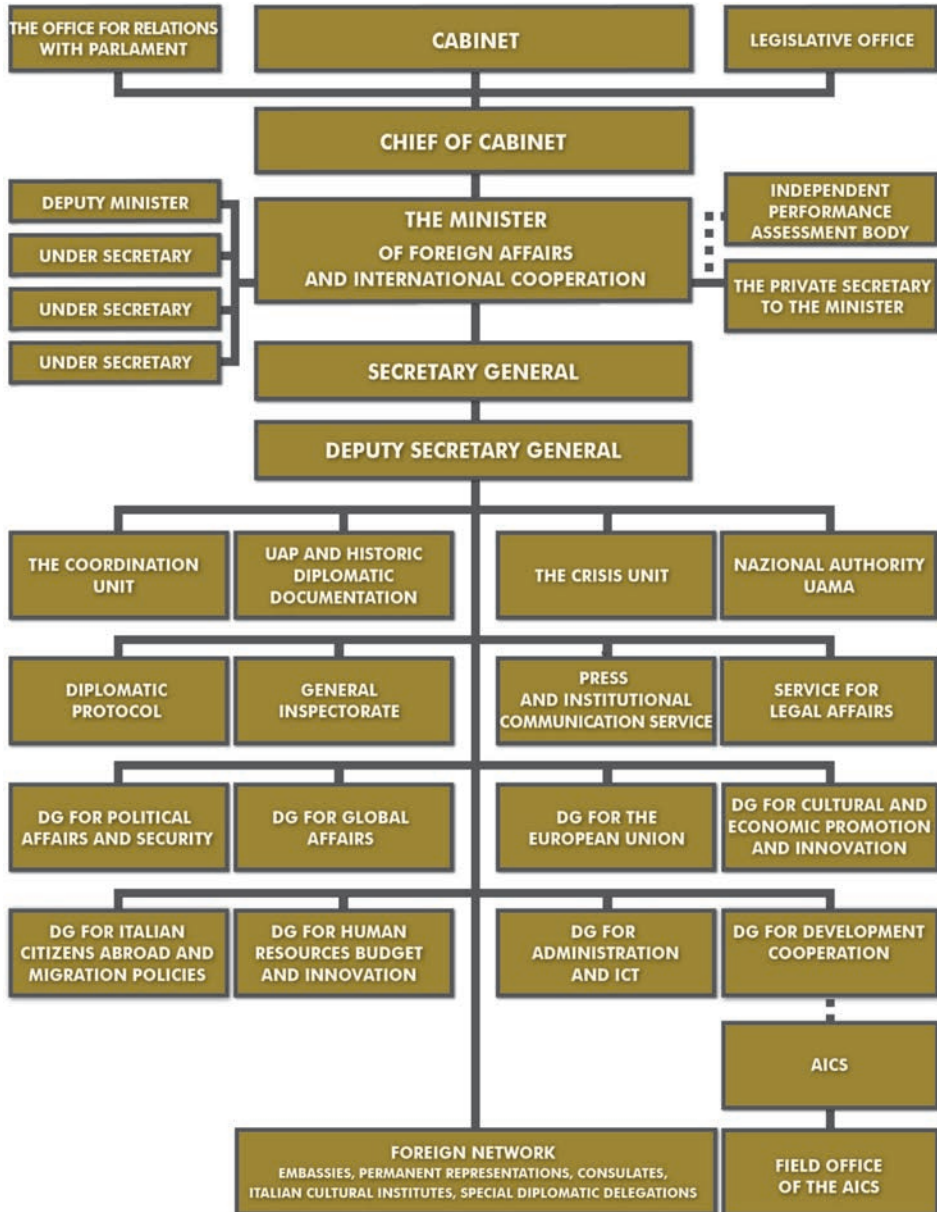 THE OFFICE FOR RELATIONS
WITH PARLAMENT
CABINET
LEGISLATIVE OFFICE
CHIEF OF CABINET
DEPUTY MINISTER
UNDER SECRETARY
UNDER SECRETARY
UNDER SECRETARY
THE MINISTER
OF FOREIGN AFFAIRS
AND INTERNATIONAL COOPERATION
INDEPENDENT
PERFORMANCE
ASSESSMENT BODY
THE PRIVATE SECRETARY
TO THE MINISTER
SECRETARY GENERAL
DEPUTY SECRETARY GENERAL
THE COORDINATION
UNIT
UAP AND HISTORIC
DIPLOMATIC
DOCUMENTATION
THE CRISIS UNIT
NAZIONAL AUTHORITY
UAMA
DIPLOMATIC
PROTOCOL
GENERAL
INSPECTORATE
PRESS
AND INSTITUTIONAL
COMMUNICATION SERVICE
SERVICE FOR
LEGAL AFFAIRS
DG FOR POLITICAL
AFFAIRS AND SECURITY
DG FOR GLOBAL
AFFAIRS
DG FOR THE
EUROPEAN UNION
DG FOR CULTURAL AND
ECONOMIC PROMOTION
AND INNOVATION
DG FOR ITALIAN
CITIZENS ABROAD AND
MIGRATION POLICIES
DG FOR HUMAN
RESOURCES BUDGET
AND INNOVATION
DG FOR
ADMINISTRATION
AND ICT
DG FOR DEVELOPMENT
COOPERATION
AICS
FOREIGN NETWORK
EMBASSIES, PERMANENT REPRESENTATIONS, CONSULATES,
ITALIAN CULTURAL INSTITUTES, SPECIAL DIPLOMATIC DELEGATIONS
FIELD OFFICE
OF THE AICS